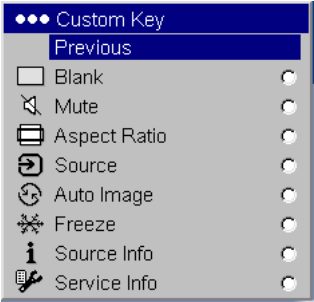 Custom Key
Previous
Blank
Mute
Aspect Ratio
Source
Auto Image
Freeze
Source Info
Service Info